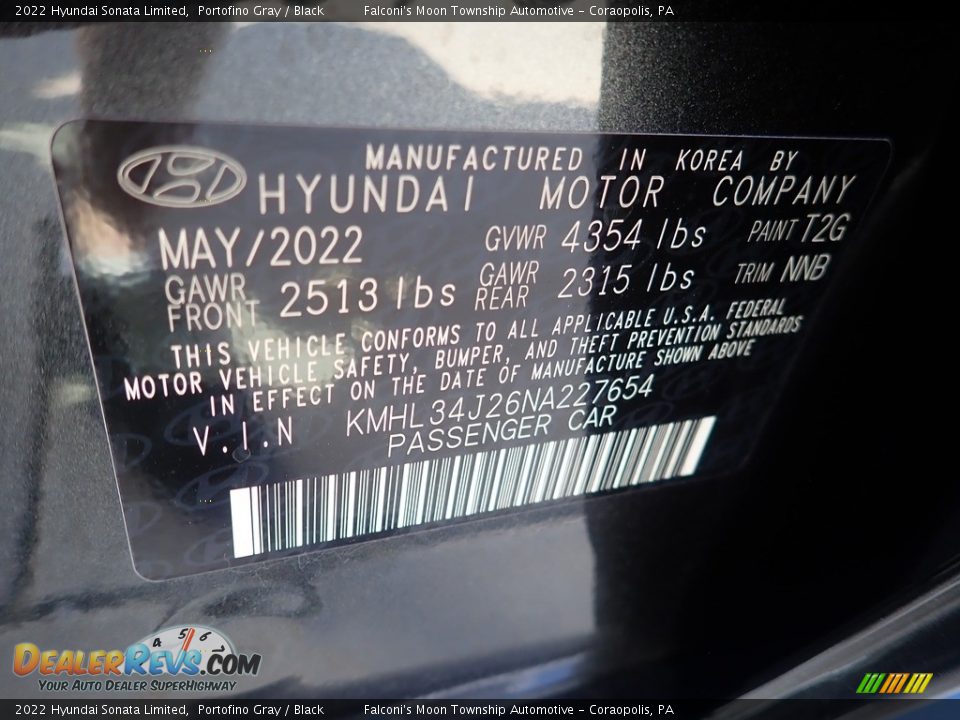 2022 Hyundai Sonata Limited, Portofino Gray / Black Falconi's Moon Township Automotive - Coraopolis, PA
MANUFACTURED IN KOREA BY
HYUNDAI MOTOR COMPANY
MAY/2022 GVWR 4354 lbs PAINT T2G
GAWR FRONT 2513 lbs GAWR REAR 2315 lbs TRIM NNB
THIS VEHICLE CONFORMS TO ALL APPLICABLE U.S.A. FEDERAL
MOTOR VEHICLE SAFETY, BUMPER, AND THEFT PREVENTION STANDARDS
IN EFFECT ON THE DATE OF MANUFACTURE SHOWN ABOVE
V.I.N KMHL34J26NA227654
PASSENGER CAR
4 5 6
DEALERREVS.COM
YOUR AUTO DEALER SUPERHIGHWAY
2022 Hyundai Sonata Limited, Portofino Gray / Black Falconi's Moon Township Automotive - Coraopolis, PA